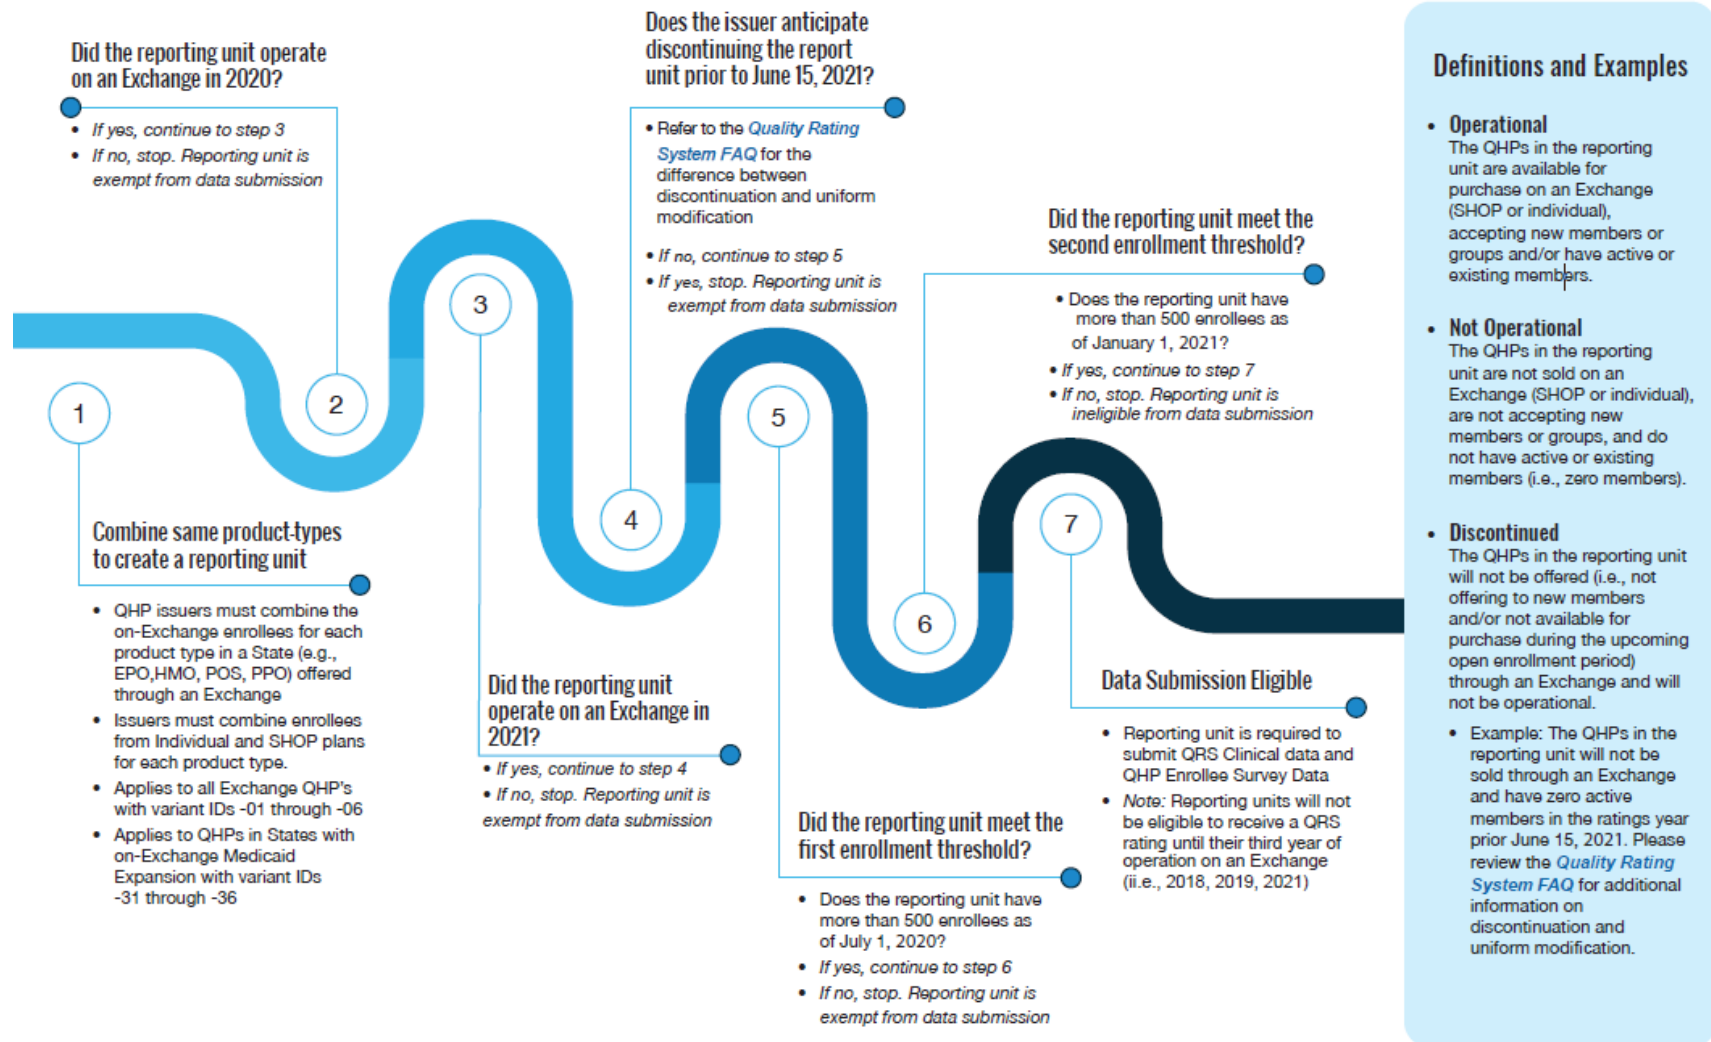 1
Combine same product-types
to create a reporting unit
• QHP issuers must combine the
on-Exchange enrollees for each
product type in a State (e.g.,
EPO,HMO, POS, PPO) offered
through an Exchange
• Issuers must combine enrollees
from Individual and SHOP plans
for each product type.
• Applies to all Exchange QHP's
with variant IDs -01 through -06
• Applies to QHPs in States with
on-Exchange Medicaid
Expansion with variant IDs
-31 through -36
Did the reporting unit operate
on an Exchange in 2020?
• If yes, continue to step 3
• If no, stop. Reporting unit is
exempt from data submission
2
3
Did the reporting unit
operate on an Exchange in
2021?
• If yes, continue to step 4
• If no, stop. Reporting unit is
exempt from data submission
Does the issuer anticipate
discontinuing the report
unit prior to June 15, 2021?
• Refer to the Quality Rating
System FAQ for the
difference between
discontinuation and uniform
modification
• If no, continue to step 5
• If yes, stop. Reporting unit is
exempt from data submission
4
5
Did the reporting unit meet the
first enrollment threshold?
• Does the reporting unit have
more than 500 enrollees as
of July 1, 2020?
• If yes, continue to step 6
• If no, stop. Reporting unit is
exempt from data submission
Did the reporting unit meet the
second enrollment threshold?
• Does the reporting unit have
more than 500 enrollees as
of January 1, 2021?
• If yes, continue to step 7
• If no, stop. Reporting unit is
ineligible from data submission
6
7
Data Submission Eligible
• Reporting unit is required to
submit QRS Clinical data and
QHP Enrollee Survey Data
• Note: Reporting units will not
be eligible to receive a QRS
rating until their third year of
operation on an Exchange
(ii.e., 2018, 2019, 2021)
Definitions and Examples
• Operational
The QHPs in the reporting
unit are available for
purchase on an Exchange
(SHOP or individual),
accepting new members or
groups and/or have active or
existing members.
• Not Operational
The QHPs in the reporting
unit are not sold on an
Exchange (SHOP or individual),
are not accepting new
members or groups, and do
not have active or existing
members (i.e., zero members).
• Discontinued
The QHPs in the reporting unit
will not be offered (i.e., not
offering to new members
and/or not available for
purchase during the upcoming
open enrollment period)
through an Exchange and will
not be operational.
• Example: The QHPs in the
reporting unit will not be
sold through an Exchange
and have zero active
members in the ratings year
prior June 15, 2021. Please
review the Quality Rating
System FAQ for additional
information on
discontinuation and
uniform modification.